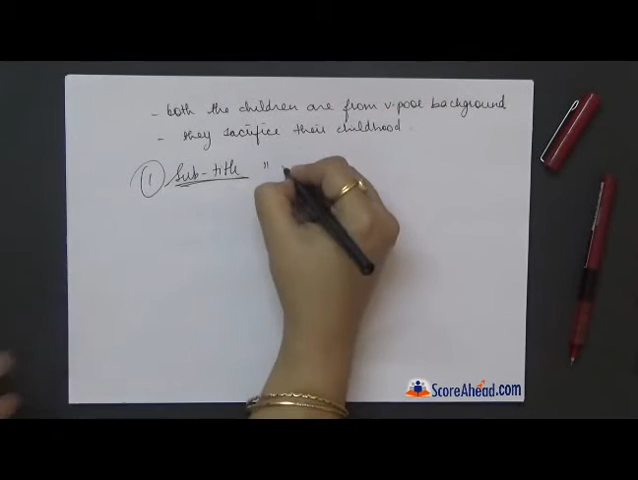 - both the children are from v.poor background
- they sacrifice their childhood.
① Sub-title "
ScoreAhead.com